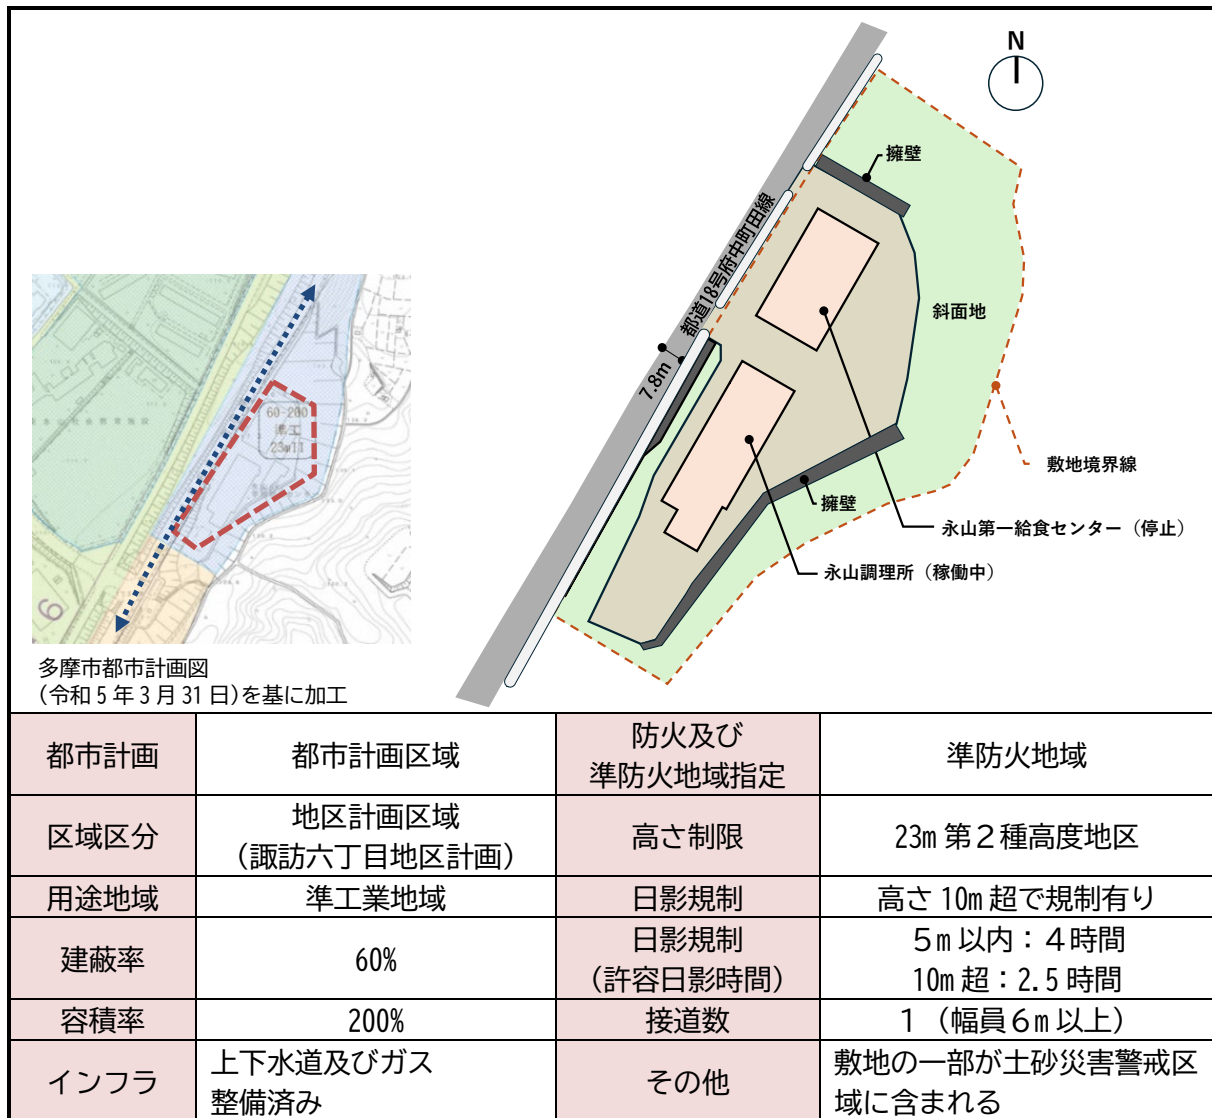 N
擁壁
都道18号府中町田線
斜面地
7.8m
60-200
準工
23mⅡ
敷地境界線
擁壁
永山第一給食センター（停止）
永山調理所（稼働中）
9
多摩市都市計画図
(令和５年３月31日)を基に加工
都市計画
都市計画区域
防火及び
準防火地域指定
準防火地域
区域区分
地区計画区域
（諏訪六丁目地区計画）
高さ制限
23m 第２種高度地区
用途地域
準工業地域
日影規制
高さ 10m 超で規制有り
建蔽率
60%
日影規制
（許容日影時間）
５m 以内：４時間
10m 超：2.5 時間
容積率
200%
接道数
１（幅員６m 以上）
インフラ
上下水道及びガス
整備済み
その他
敷地の一部が土砂災害警戒区
域に含まれる